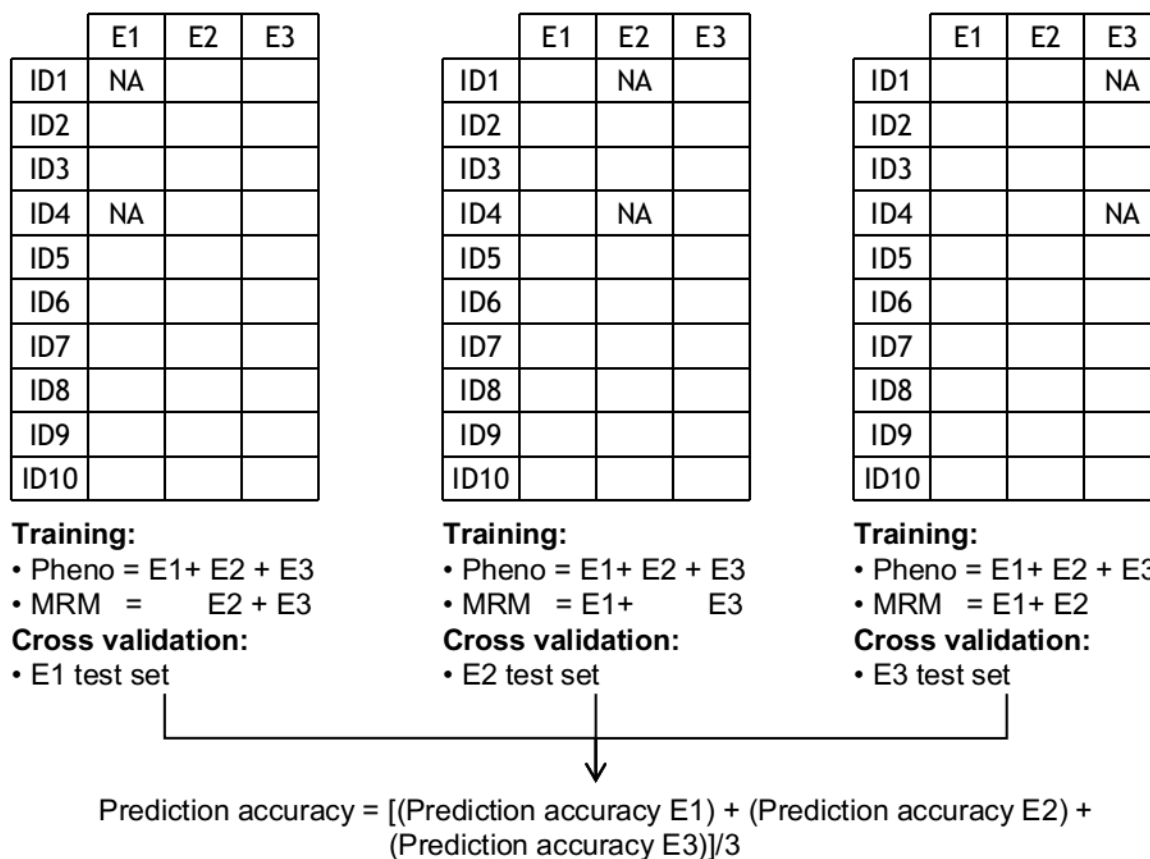 E1 E2 E3
ID1 NA
ID2
ID3
ID4 NA
ID5
ID6
ID7
ID8
ID9
ID10
Training:
• Pheno = E1+ E2 + E3
• MRM = E2 + E3
Cross validation:
• E1 test set
E1 E2 E3
ID1 NA
ID2
ID3
ID4 NA
ID5
ID6
ID7
ID8
ID9
ID10
Training:
• Pheno = E1+ E2 + E3
• MRM = E1+ E3
Cross validation:
• E2 test set
E1 E2 E3
ID1 NA
ID2
ID3
ID4 NA
ID5
ID6
ID7
ID8
ID9
ID10
Training:
• Pheno = E1+ E2 + E3
• MRM = E1+ E2
Cross validation:
• E3 test set
Prediction accuracy = [(Prediction accuracy E1) + (Prediction accuracy E2) +
(Prediction accuracy E3)]/3